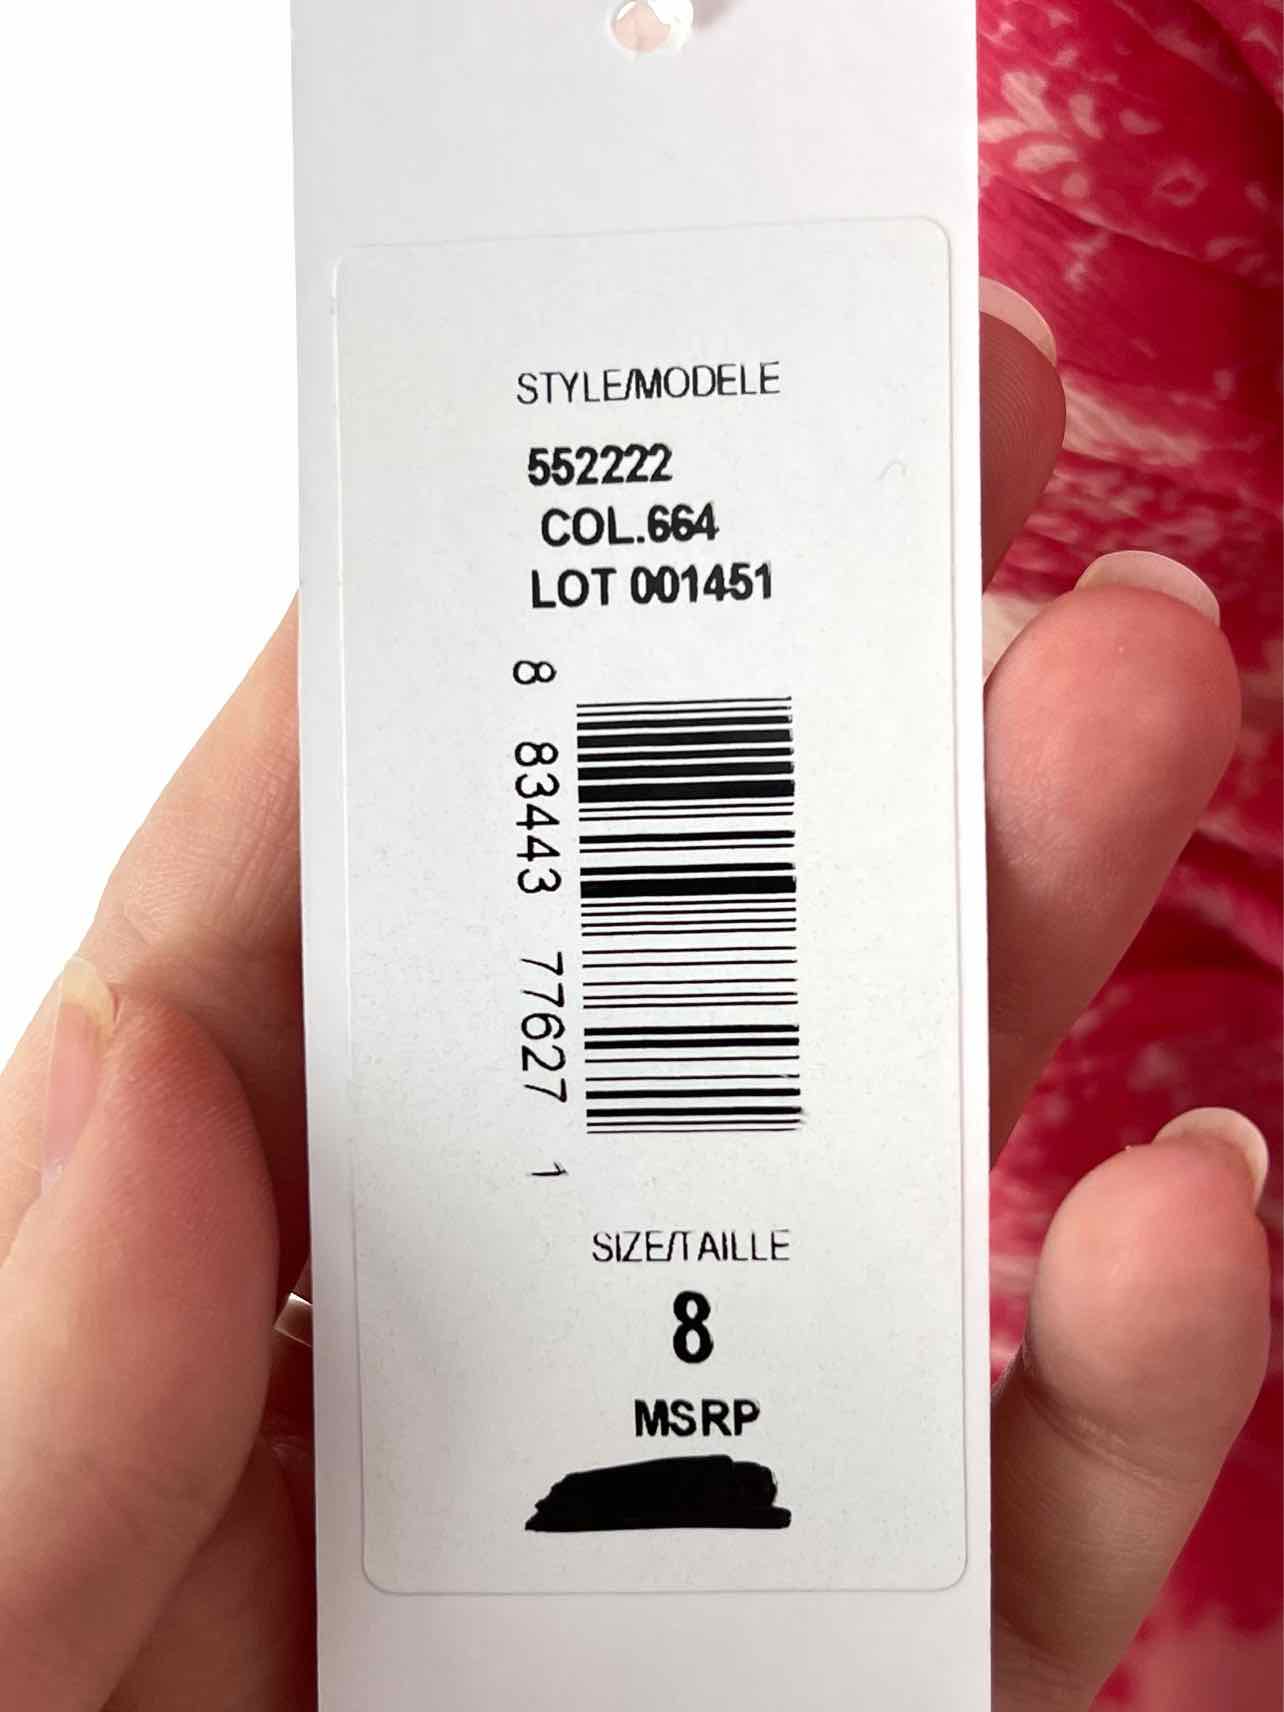 STYLE/MODELE
552222
COL.664
LOT 001451
8 83443 77627 1
SIZE/TAILLE
8
MSRP